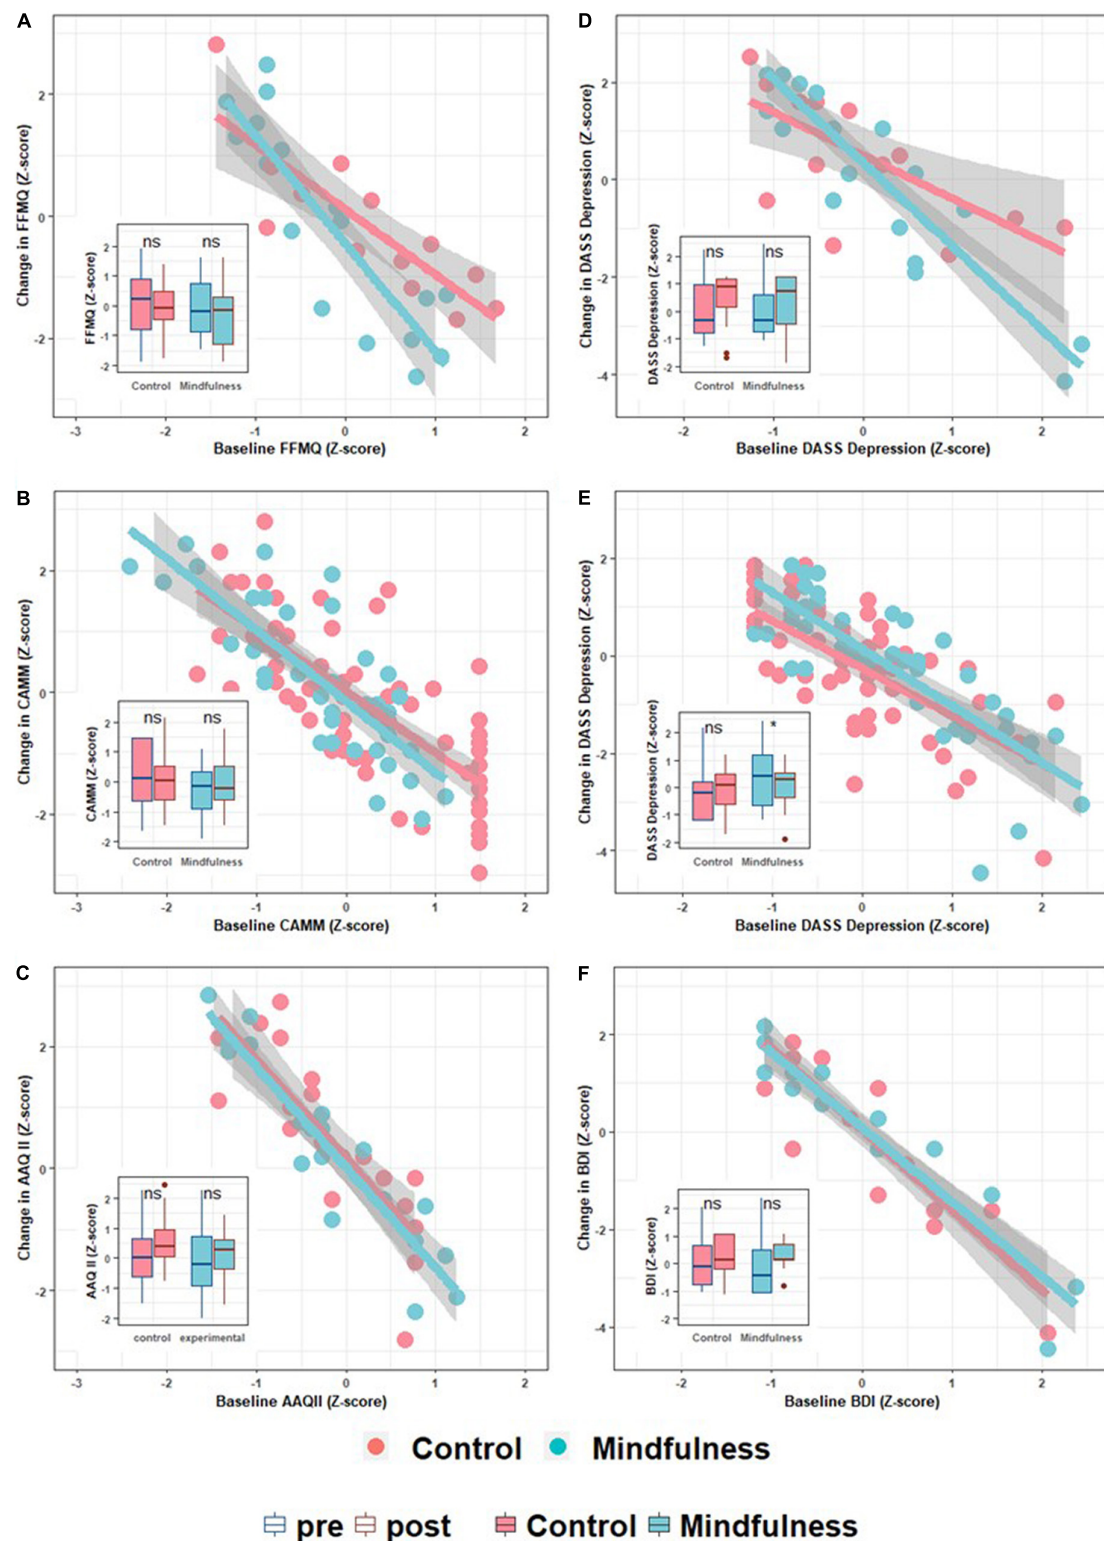 A
Change in FFMQ (Z-score)
2
0
-2
FFMQ (Z-score)
2
1
0
-1
-2
ns
ns
Control
Mindfulness
-3
-2
-1
0
1
2
Baseline FFMQ (Z-score)
D
Change in DASS Depression (Z-score)
2
0
-2
-4
DASS Depression (Z-score)
2
1
0
-1
-2
ns
ns
Control
Mindfulness
-2
-1
0
1
2
Baseline DASS Depression (Z-score)
B
Change in CAMM (Z-score)
2
0
-2
CAMM (Z-score)
2
1
0
-1
-2
ns
ns
Control
Mindfulness
-3
-2
-1
0
1
2
Baseline CAMM (Z-score)
E
Change in DASS Depression (Z-score)
2
0
-2
-4
DASS Depression (Z-score)
2
1
0
-1
-2
ns
*
Control
Mindfulness
-2
-1
0
1
2
Baseline DASS Depression (Z-score)
C
Change in AAQ II (Z-score)
2
0
-2
AAQ II (Z-score)
2
1
0
-1
-2
ns
ns
control
experimental
-3
-2
-1
0
1
2
Baseline AAQII (Z-score)
F
Change in BDI (Z-score)
2
0
-2
-4
BDI (Z-score)
2
1
0
-1
-2
ns
ns
Control
Mindfulness
-2
-1
0
1
2
Baseline BDI (Z-score)
Control Mindfulness
pre post Control Mindfulness